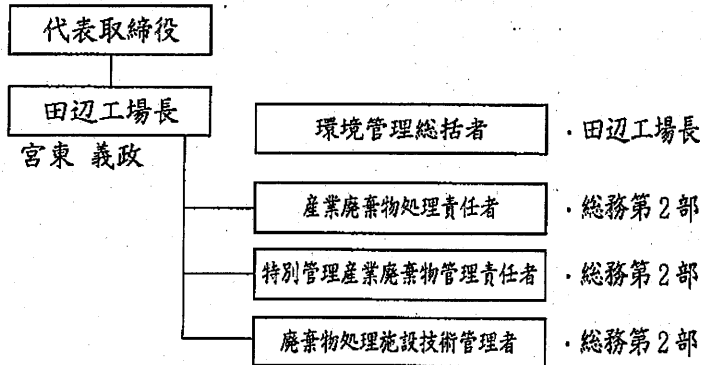 代表取締役
田辺工場長
宮東 義政
環境管理総括者 ・田辺工場長
産業廃棄物処理責任者 ・総務第2部
特別管理産業廃棄物管理責任者 ・総務第2部
廃棄物処理施設技術管理者 ・総務第2部